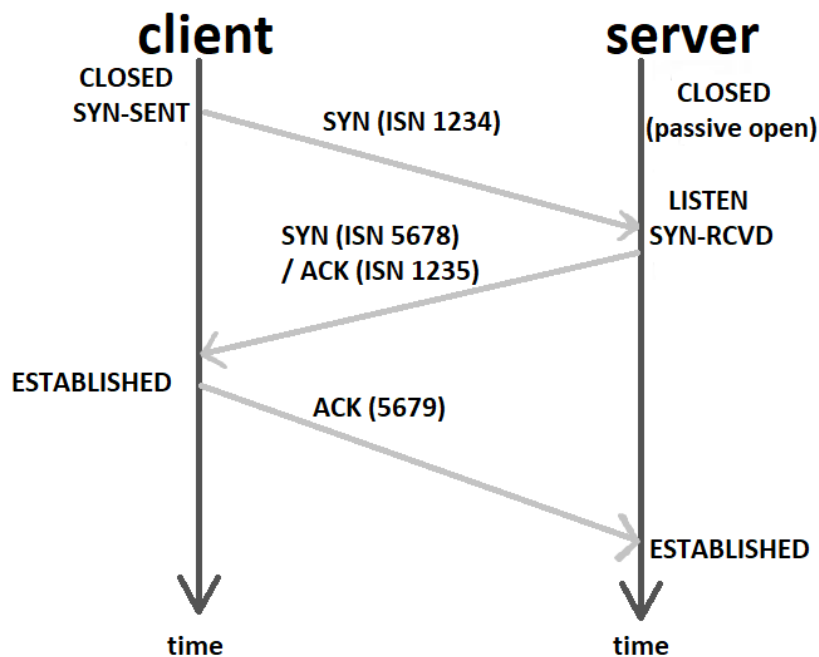 client
server
CLOSED
SYN-SENT
SYN (ISN 1234)
CLOSED
(passive open)
LISTEN
SYN-RCVD
SYN (ISN 5678)
/ ACK (ISN 1235)
ESTABLISHED
ACK (5679)
ESTABLISHED
time
time